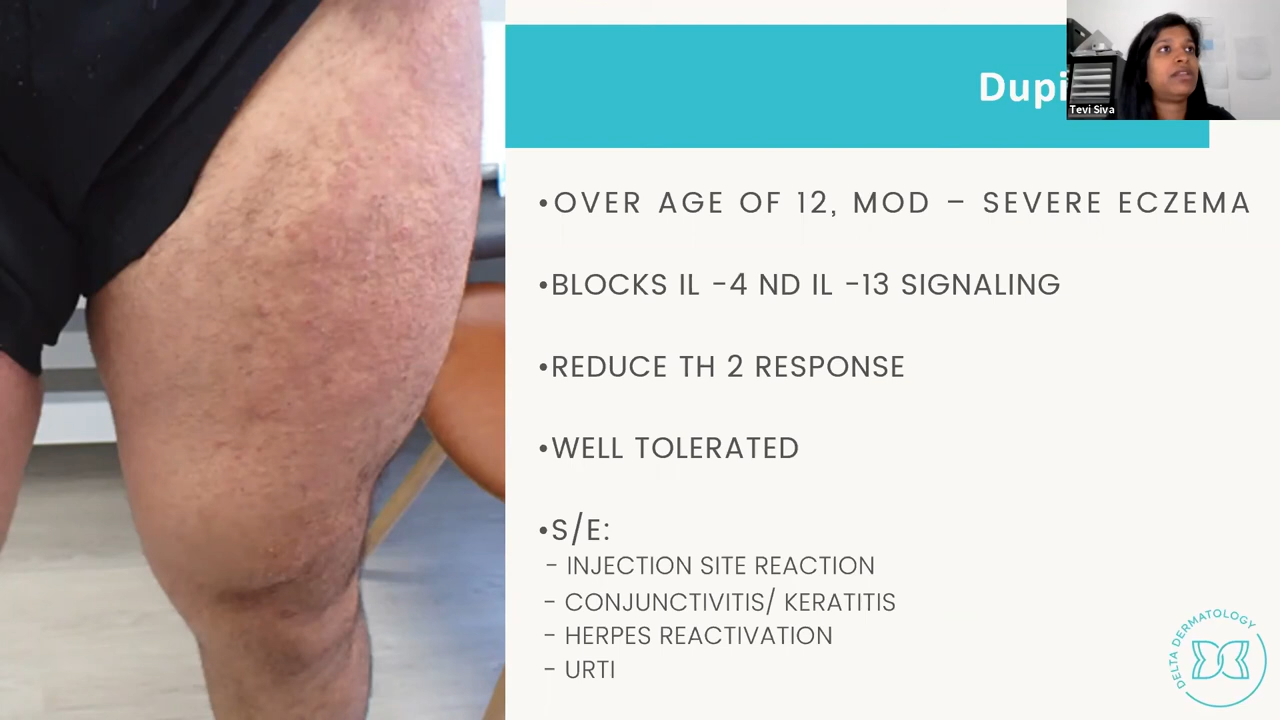 Dupi
Tevi Siva
•OVER AGE OF 12, MOD – SEVERE ECZEMA
•BLOCKS IL -4 ND IL -13 SIGNALING
•REDUCE TH 2 RESPONSE
•WELL TOLERATED
•S/E:
- INJECTION SITE REACTION
- CONJUNCTIVITIS/ KERATITIS
- HERPES REACTIVATION
- URTI
DELTA DERMATOLOGY